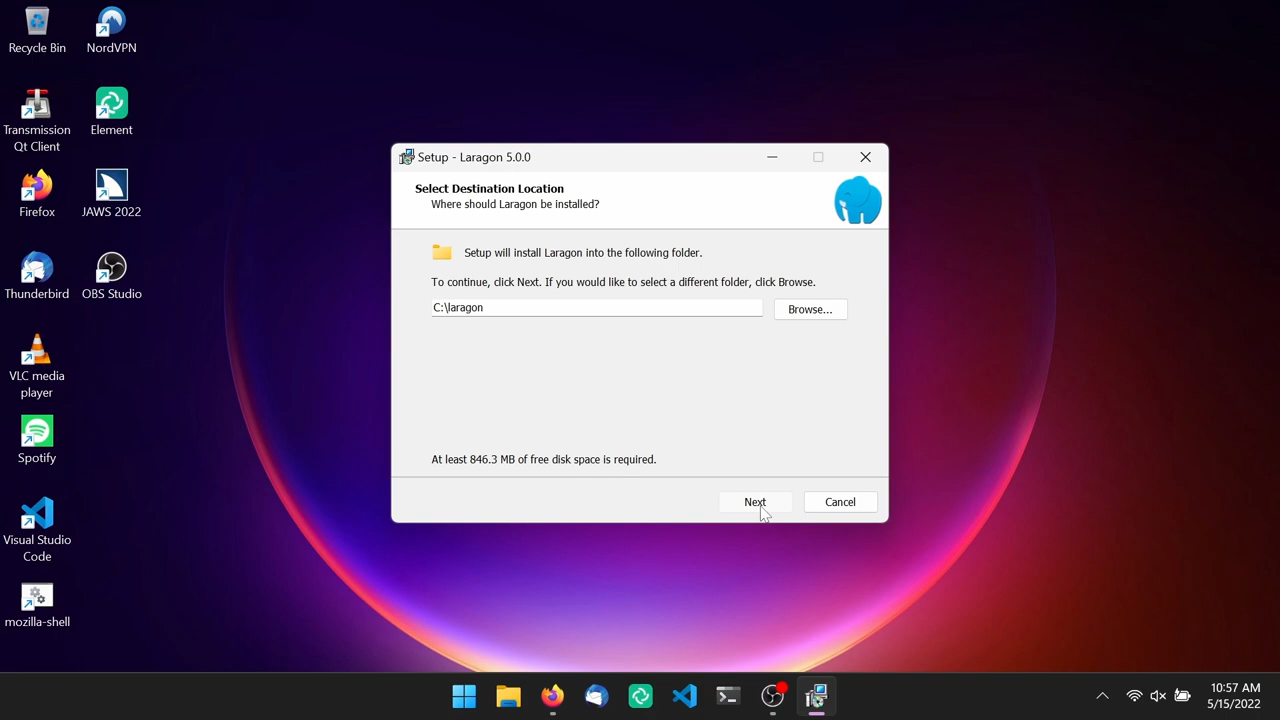 Recycle Bin
NordVPN
Transmission
Qt Client
Element
Firefox
JAWS 2022
Thunderbird
OBS Studio
VLC media
player
Spotify
Visual Studio
Code
mozilla-shell
Setup - Laragon 5.0.0
Select Destination Location
Where should Laragon be installed?
Setup will install Laragon into the following folder.
To continue, click Next. If you would like to select a different folder, click Browse.
C:\laragon
Browse...
At least 846.3 MB of free disk space is required.
Next
Cancel
10:57 AM
5/15/2022